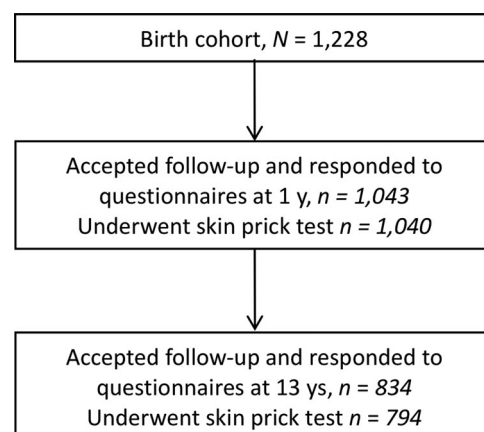 Birth cohort, N = 1,228
Accepted follow-up and responded to
questionnaires at 1 y, n = 1,043
Underwent skin prick test n = 1,040
Accepted follow-up and responded to
questionnaires at 13 ys, n = 834
Underwent skin prick test n = 794